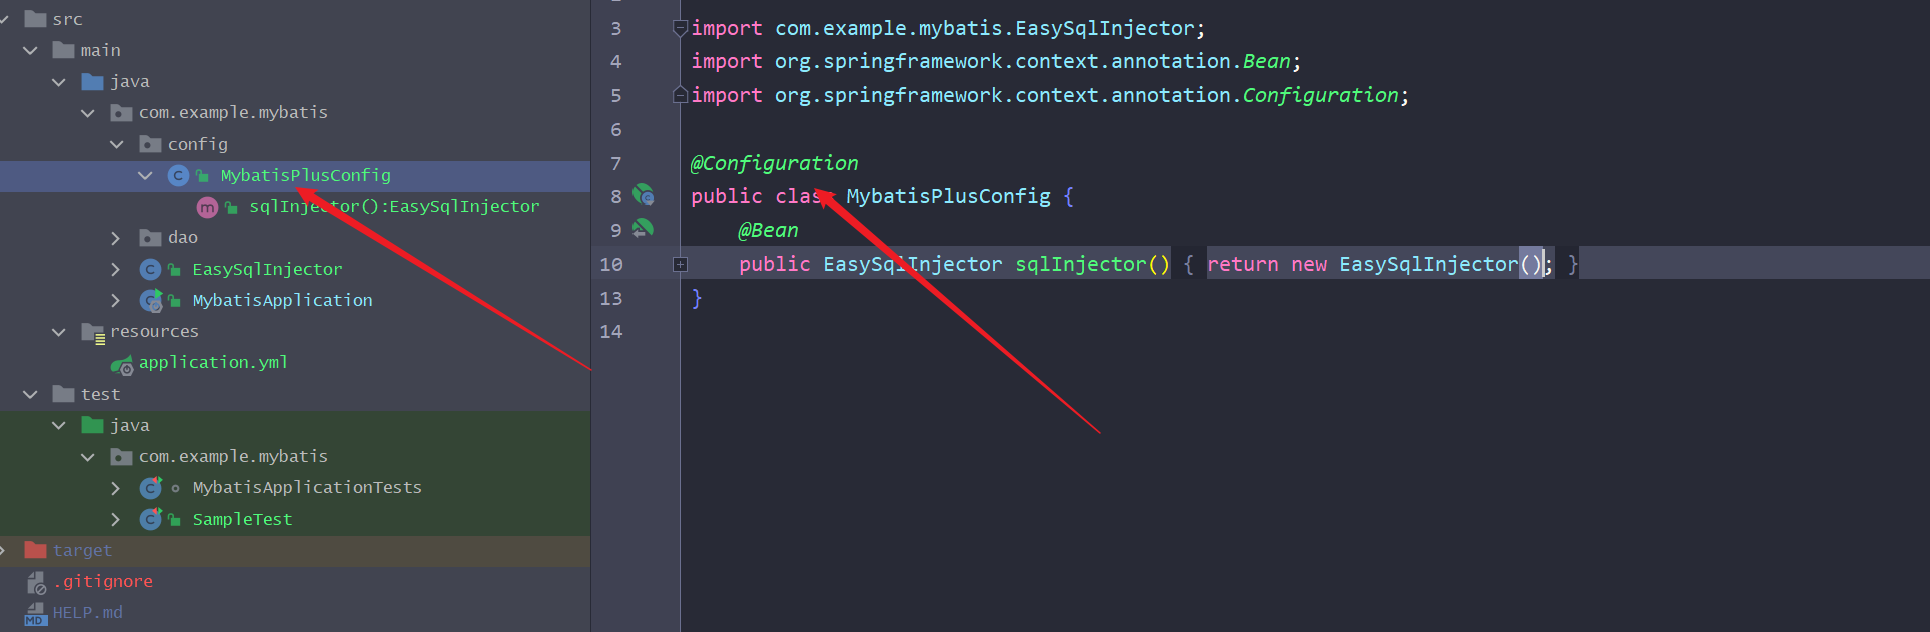 src
main
java
com.example.mybatis
config
MybatisPlusConfig
sqlInjector():EasySqlInjector
dao
EasySqlInjector
MybatisApplication
resources
application.yml
test
java
com.example.mybatis
MybatisApplicationTests
SampleTest
target
.gitignore
HELP.md
3 import com.example.mybatis.EasySqlInjector;
4 import org.springframework.context.annotation.Bean;
5 import org.springframework.context.annotation.Configuration;
6
7 @Configuration
8 public class MybatisPlusConfig {
9 @Bean
10 public EasySqlInjector sqlInjector() { return new EasySqlInjector(); }
13 }
14